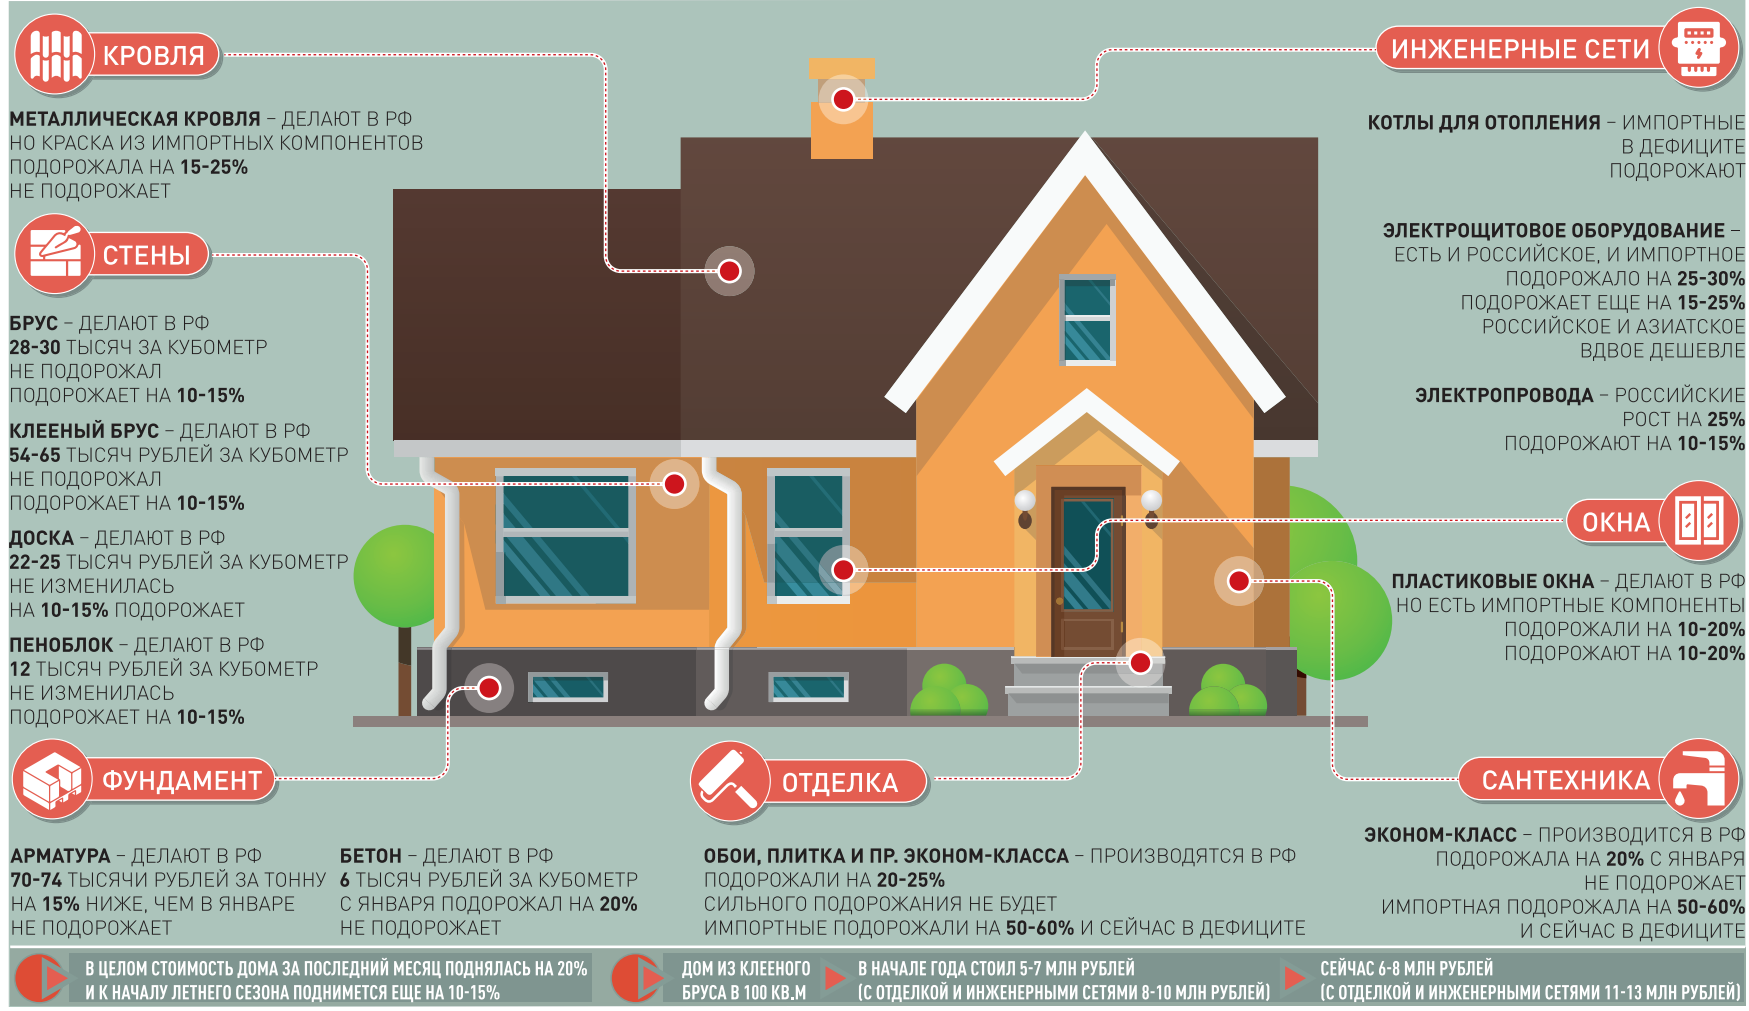 КРОВЛЯ
МЕТАЛЛИЧЕСКАЯ КРОВЛЯ – ДЕЛАЮТ В РФ
НО КРАСКА ИЗ ИМПОРТНЫХ КОМПОНЕНТОВ
ПОДОРОЖАЛА НА 15-25%
НЕ ПОДОРОЖАЕТ
СТЕНЫ
БРУС – ДЕЛАЮТ В РФ
28-30 ТЫСЯЧ ЗА КУБОМЕТР
НЕ ПОДОРОЖАЛ
ПОДОРОЖАЕТ НА 10-15%
КЛЕЕНЫЙ БРУС – ДЕЛАЮТ В РФ
54-65 ТЫСЯЧ РУБЛЕЙ ЗА КУБОМЕТР
НЕ ПОДОРОЖАЛ
ПОДОРОЖАЕТ НА 10-15%
ДОСКА – ДЕЛАЮТ В РФ
22-25 ТЫСЯЧ РУБЛЕЙ ЗА КУБОМЕТР
НЕ ИЗМЕНИЛАСЬ
НА 10-15% ПОДОРОЖАЕТ
ПЕНОБЛОК – ДЕЛАЮТ В РФ
12 ТЫСЯЧ РУБЛЕЙ ЗА КУБОМЕТР
НЕ ИЗМЕНИЛАСЬ
ПОДОРОЖАЕТ НА 10-15%
ИНЖЕНЕРНЫЕ СЕТИ
КОТЛЫ ДЛЯ ОТОПЛЕНИЯ – ИМПОРТНЫЕ
В ДЕФИЦИТЕ
ПОДОРОЖАЮТ
ЭЛЕКТРОЩИТОВОЕ ОБОРУДОВАНИЕ –
ЕСТЬ И РОССИЙСКОЕ, И ИМПОРТНОЕ
ПОДОРОЖАЛО НА 25-30%
ПОДОРОЖАЕТ ЕЩЕ НА 15-25%
РОССИЙСКОЕ И АЗИАТСКОЕ
ВДВОЕ ДЕШЕВЛЕ
ЭЛЕКТРОПРОВОДА – РОССИЙСКИЕ
РОСТ НА 25%
ПОДОРОЖАЮТ НА 10-15%
ОКНА
ПЛАСТИКОВЫЕ ОКНА – ДЕЛАЮТ В РФ
НО ЕСТЬ ИМПОРТНЫЕ КОМПОНЕНТЫ
ПОДОРОЖАЛИ НА 10-20%
ПОДОРОЖАЮТ НА 10-20%
ФУНДАМЕНТ
АРМАТУРА – ДЕЛАЮТ В РФ
70-74 ТЫСЯЧИ РУБЛЕЙ ЗА ТОННУ
НА 15% НИЖЕ, ЧЕМ В ЯНВАРЕ
НЕ ПОДОРОЖАЕТ
БЕТОН – ДЕЛАЮТ В РФ
6 ТЫСЯЧ РУБЛЕЙ ЗА КУБОМЕТР
С ЯНВАРЯ ПОДОРОЖАЛ НА 20%
НЕ ПОДОРОЖАЕТ
ОТДЕЛКА
ОБОИ, ПЛИТКА И ПР. ЭКОНОМ-КЛАССА – ПРОИЗВОДЯТСЯ В РФ
ПОДОРОЖАЛИ НА 20-25%
СИЛЬНОГО ПОДОРОЖАНИЯ НЕ БУДЕТ
ИМПОРТНЫЕ ПОДОРОЖАЛИ НА 50-60% И СЕЙЧАС В ДЕФИЦИТЕ
САНТЕХНИКА
ЭКОНОМ-КЛАСС – ПРОИЗВОДИТСЯ В РФ
ПОДОРОЖАЛА НА 20% С ЯНВАРЯ
НЕ ПОДОРОЖАЕТ
ИМПОРТНАЯ ПОДОРОЖАЛА НА 50-60%
И СЕЙЧАС В ДЕФИЦИТЕ
В ЦЕЛОМ СТОИМОСТЬ ДОМА ЗА ПОСЛЕДНИЙ МЕСЯЦ ПОДНЯЛАСЬ НА 20%
И К НАЧАЛУ ЛЕТНЕГО СЕЗОНА ПОДНИМЕТСЯ ЕЩЕ НА 10-15%
ДОМ ИЗ КЛЕЕНОГО
БРУСА В 100 КВ.М
В НАЧАЛЕ ГОДА СТОИЛ 5-7 МЛН РУБЛЕЙ
(С ОТДЕЛКОЙ И ИНЖЕНЕРНЫМИ СЕТЯМИ 8-10 МЛН РУБЛЕЙ)
СЕЙЧАС 6-8 МЛН РУБЛЕЙ
(С ОТДЕЛКОЙ И ИНЖЕНЕРНЫМИ СЕТЯМИ 11-13 МЛН РУБЛЕЙ)